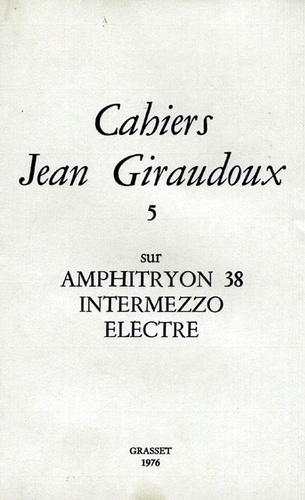 Cahiers
Jean Giraudoux
5
sur
AMPHITRYON 38
INTERMEZZO
ELECTRE
GRASSET
1976